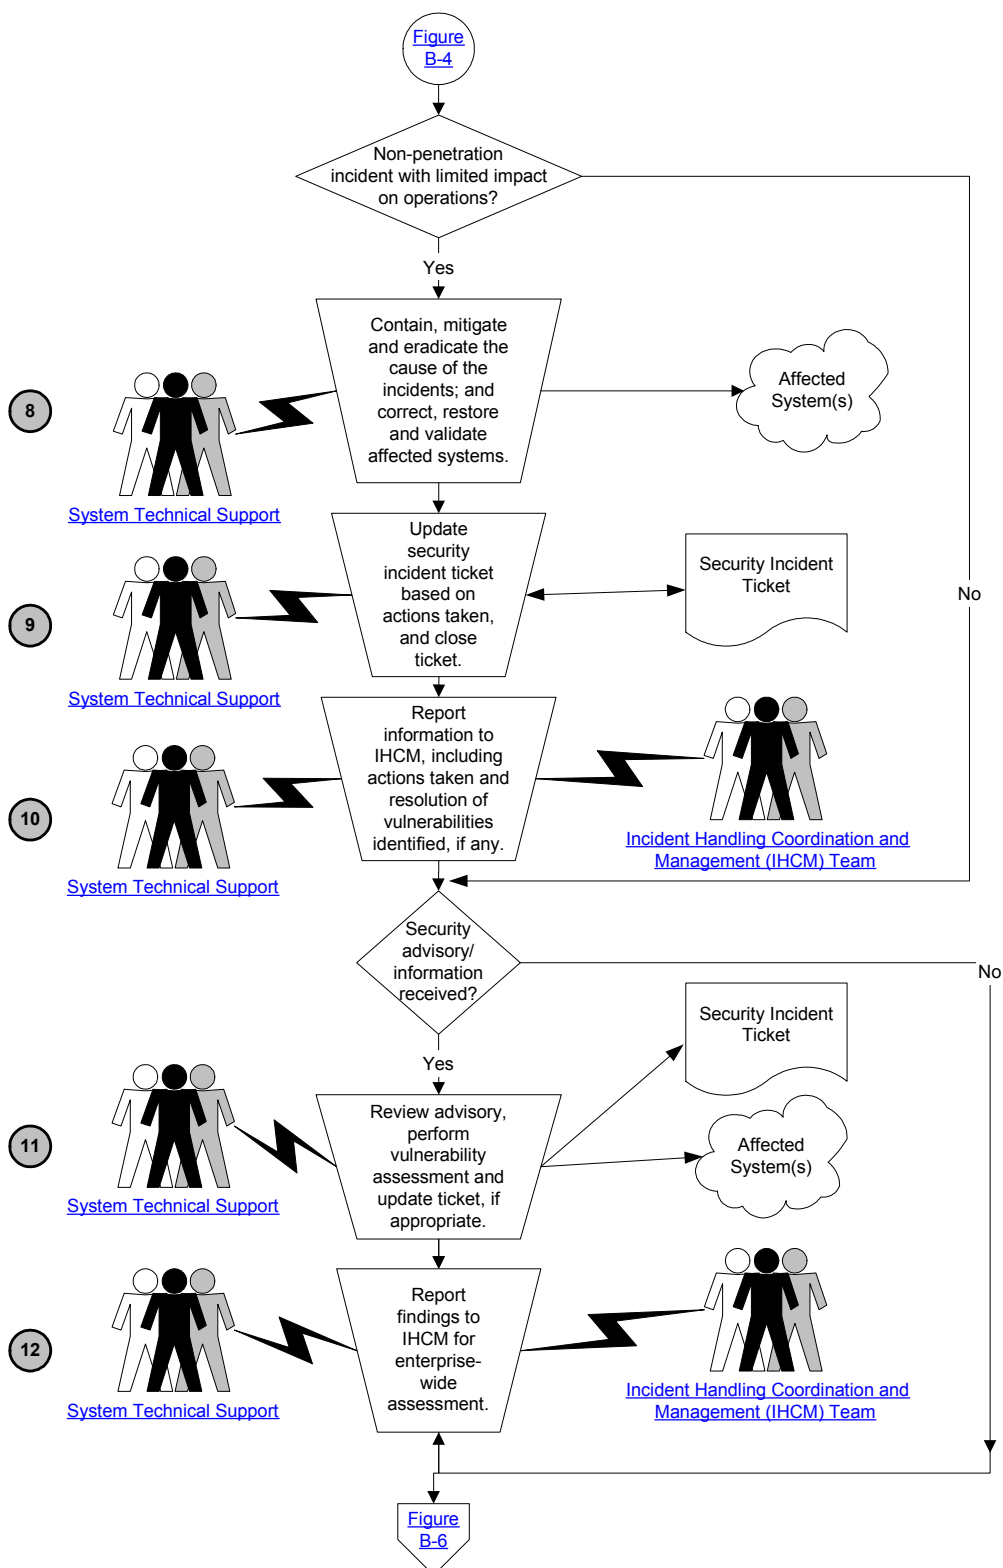 Figure
B-4
Non-penetration
incident with limited impact
on operations?
Yes
Contain, mitigate
and eradicate the
cause of the
incidents; and
correct, restore
and validate
affected systems.
Affected
System(s)
8
System Technical Support
Update
security
incident ticket
based on
actions taken,
and close
ticket.
Security Incident
Ticket
No
9
System Technical Support
Report
information to
IHCM, including
actions taken and
resolution of
vulnerabilities
identified, if any.
10
System Technical Support
Incident Handling Coordination and
Management (IHCM) Team
Security
advisory/
information
received?
No
Yes
Security Incident
Ticket
Review advisory,
perform
vulnerability
assessment and
update ticket, if
appropriate.
Affected
System(s)
11
System Technical Support
Report
findings to
IHCM for
enterprise-
wide
assessment.
12
System Technical Support
Incident Handling Coordination and
Management (IHCM) Team
Figure
B-6